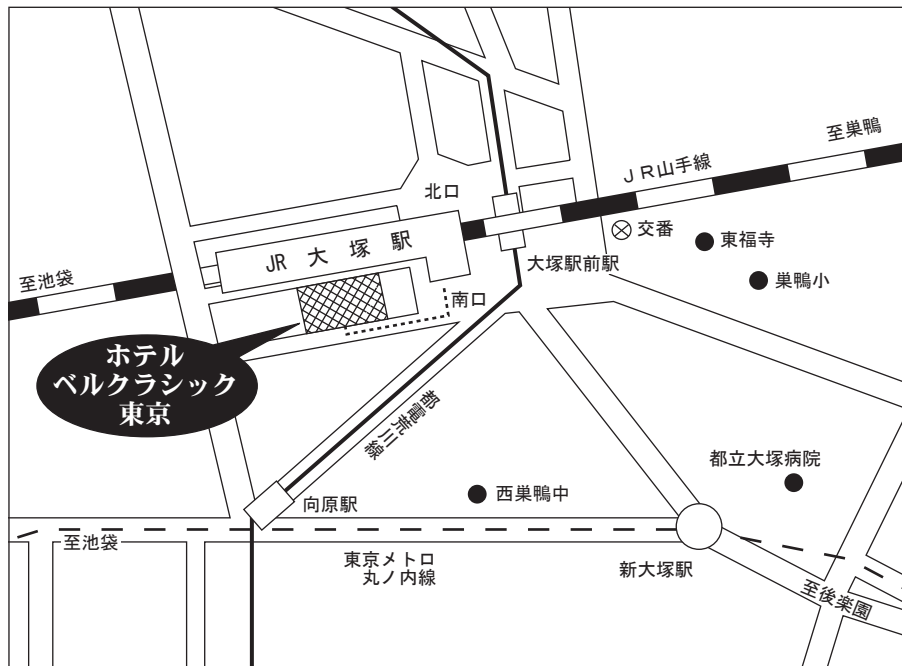 至巣鴨
ＪＲ山手線
北口
交番
東福寺
JR 大 塚 駅
大塚駅前駅
巣鴨小
至池袋
南口
ホテル
ベルクラシック
東京
都電荒川線
都立大塚病院
西巣鴨中
向原駅
至池袋
東京メトロ
丸ノ内線
新大塚駅
至後楽園